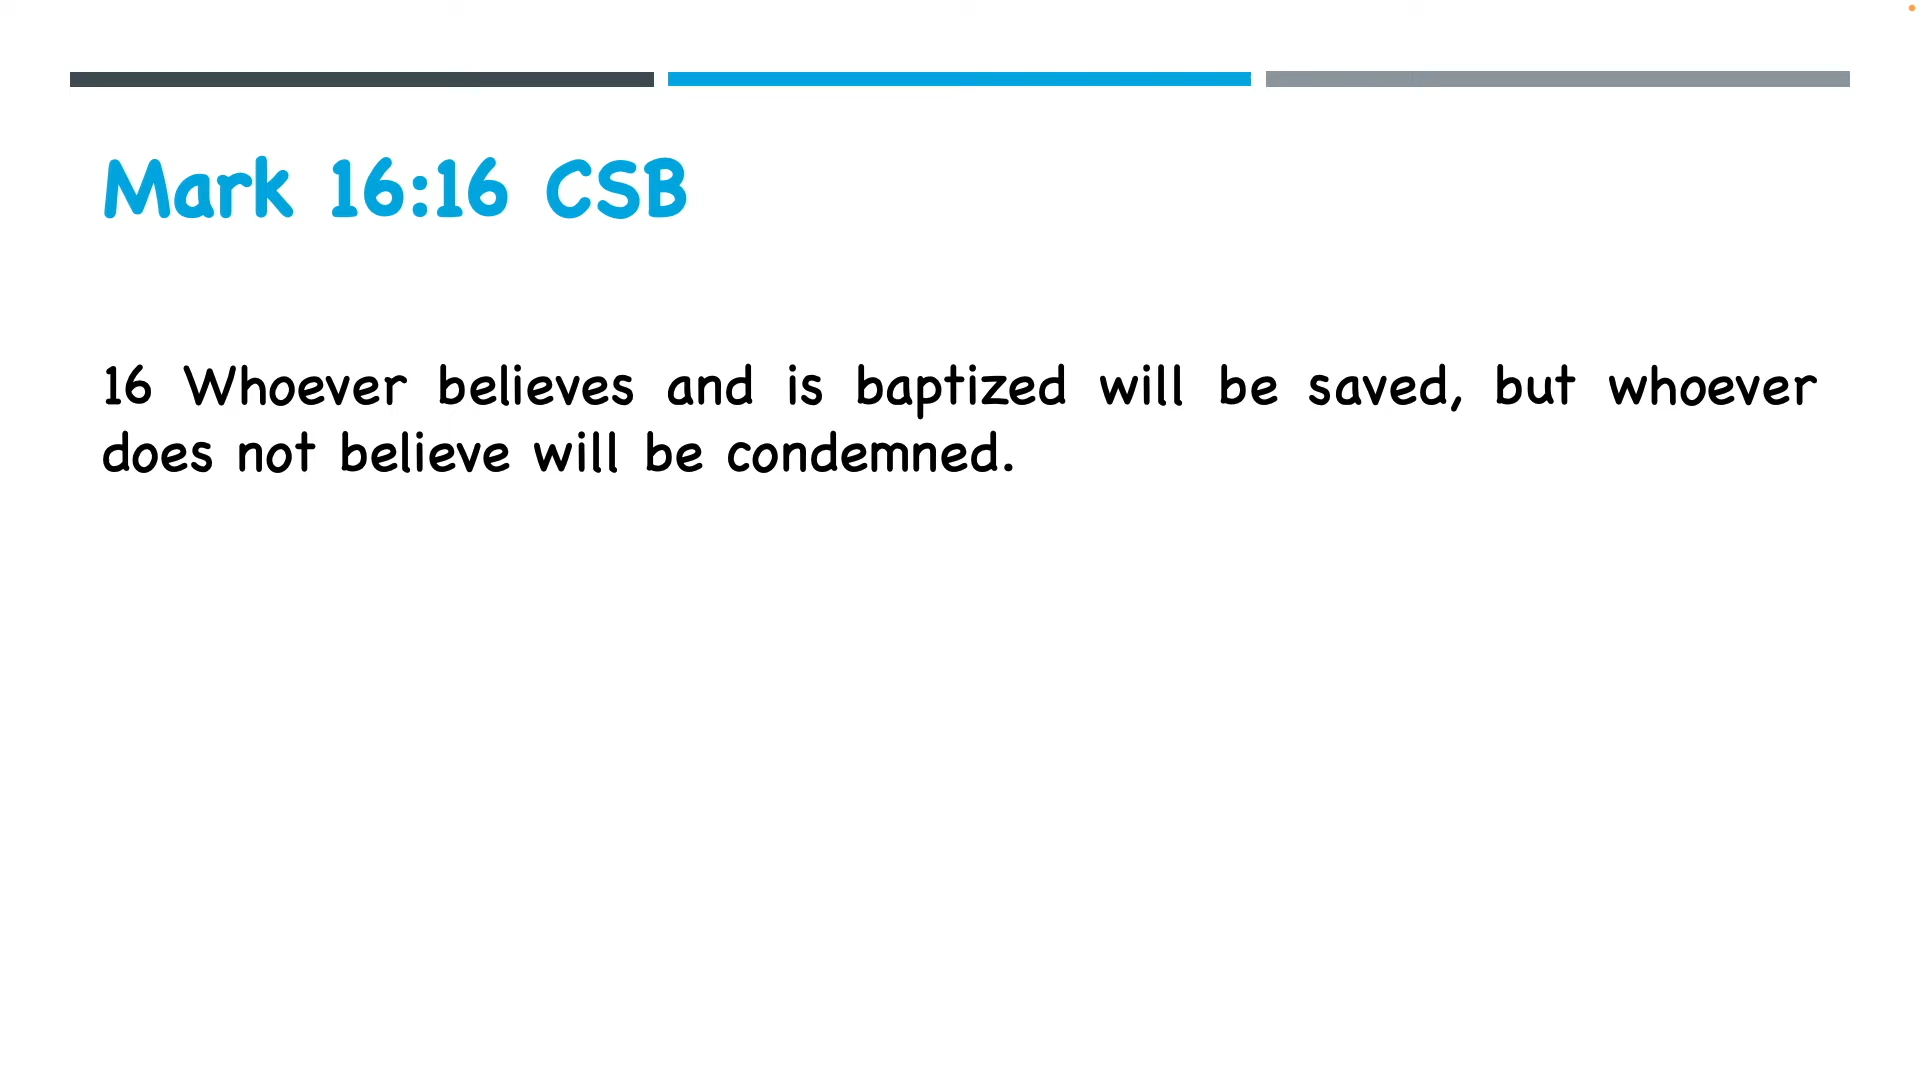 Mark 16:16 CSB
16 Whoever believes and is baptized will be saved, but whoever
does not believe will be condemned.